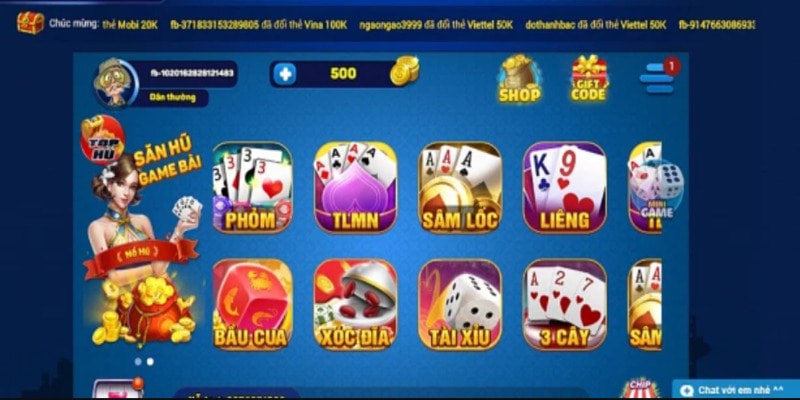 Chúc mừng: thẻ Mobi 20K fb-371833153289805 đã đổi thẻ Vina 100K ngaongao3999 đã đổi thẻ Viettel 50K dothanhbac đã đổi thẻ Viettel 50K fb-914766308693
fb-1020162828121483
Dân thường
500
SHOP
GIFT CODE
1
TOP HŨ
SĂN HŨ
GAME BÀI
NỔ HŨ
PHỎM
TLMN
SÂM LỐC
LIÊNG
MINI GAME
BẦU CUA
XÓC ĐĨA
TÀI XỈU
3 CÂY
SÂM
CHIP
Chat với em nhé ^^